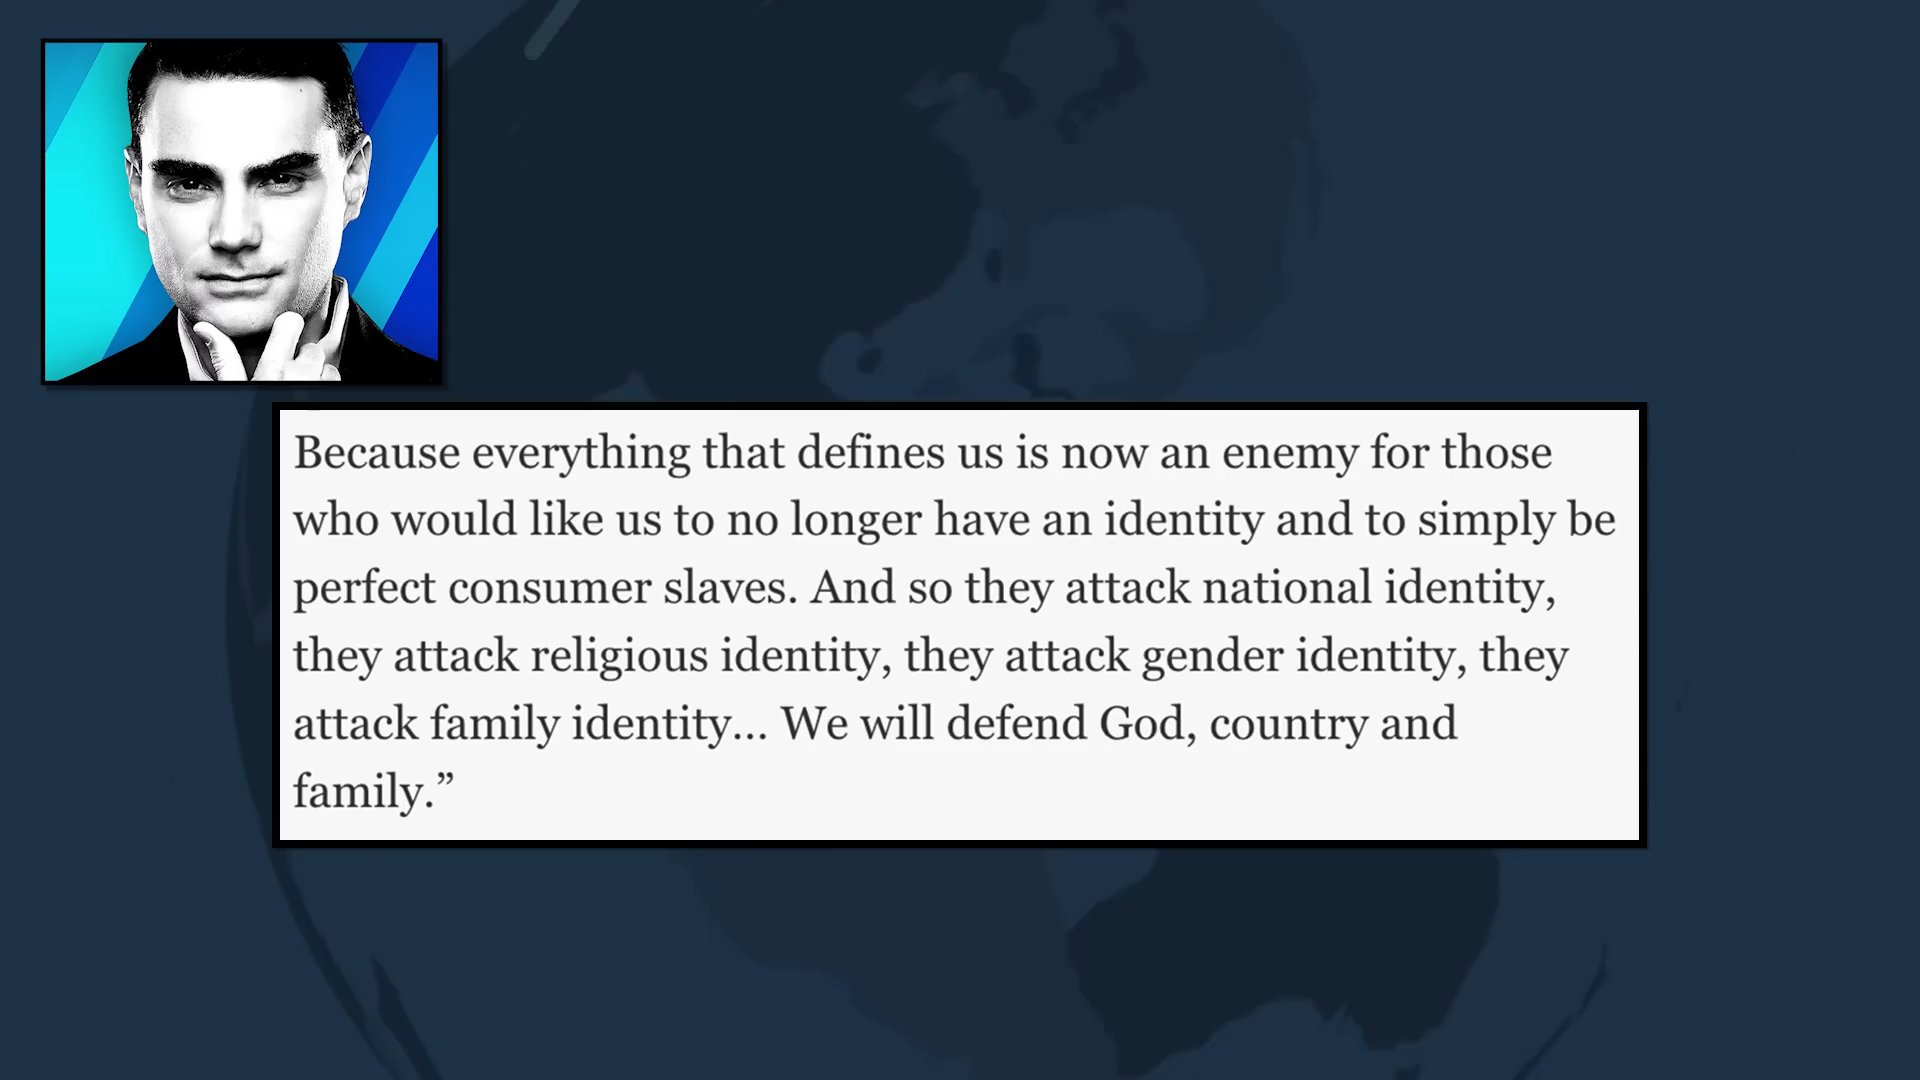 Because everything that defines us is now an enemy for those
who would like us to no longer have an identity and to simply be
perfect consumer slaves. And so they attack national identity,
they attack religious identity, they attack gender identity, they
attack family identity... We will defend God, country and
family.”